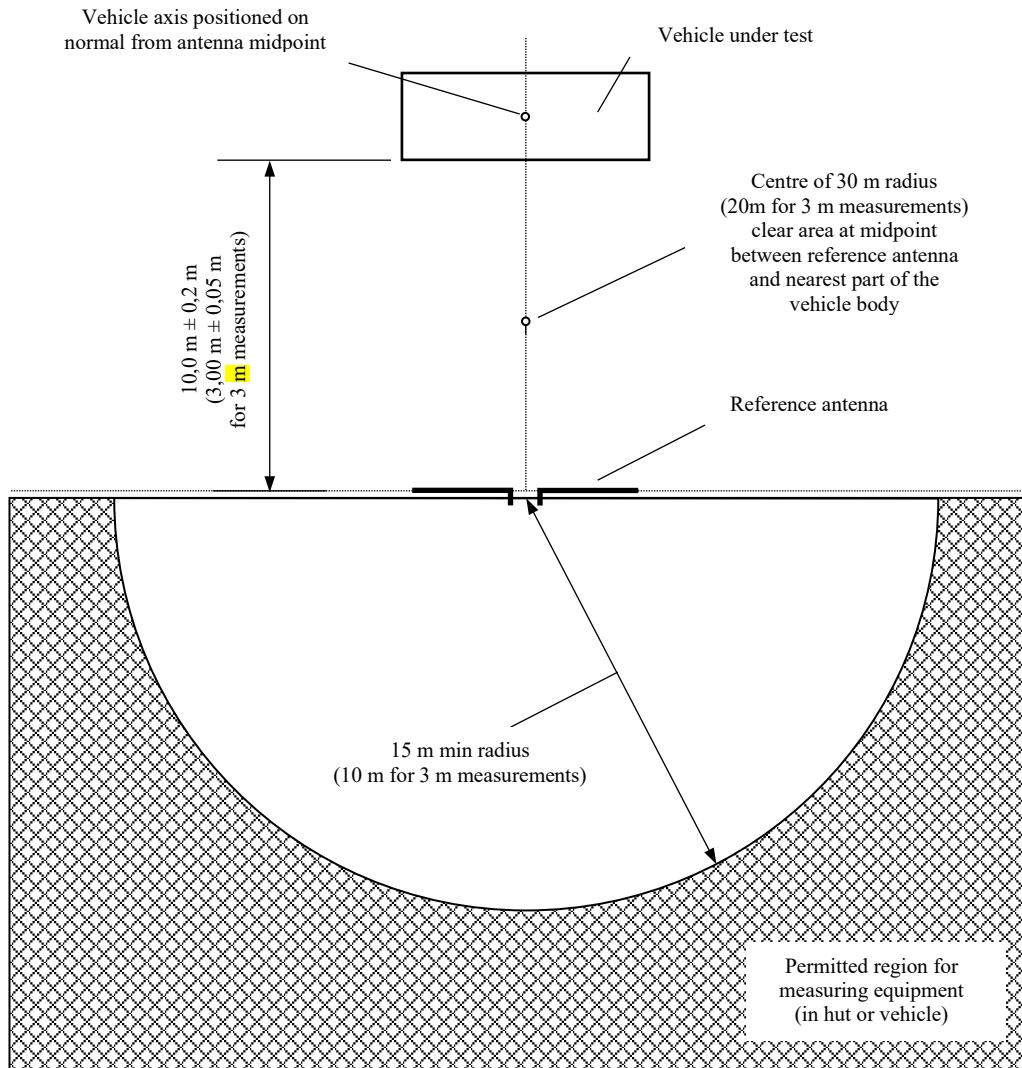 Vehicle axis positioned on
normal from antenna midpoint
Vehicle under test
Centre of 30 m radius
(20m for 3 m measurements)
clear area at midpoint
between reference antenna
and nearest part of the
vehicle body
10,0 m ± 0,2 m
(3,00 m ± 0,05 m
for 3 m measurements)
Reference antenna
15 m min radius
(10 m for 3 m measurements)
Permitted region for
measuring equipment
(in hut or vehicle)